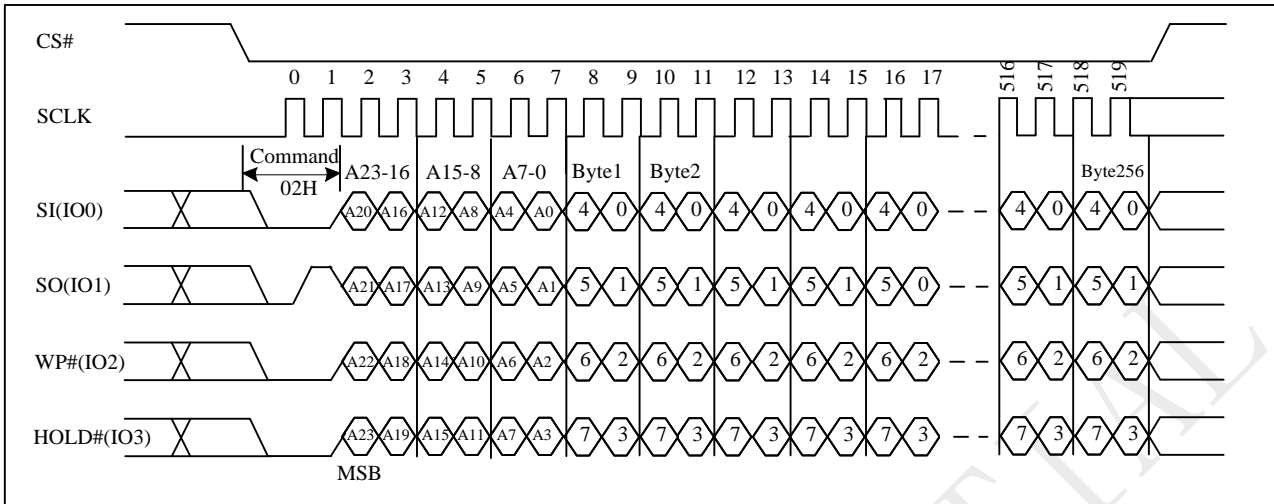 CS#
0 1 2 3 4 5 6 7 8 9 10 11 12 13 14 15 16 17 516 517 518 519
SCLK
Command
02H
A23-16 A15-8 A7-0 Byte1 Byte2 Byte256
SI(IO0) A20 A16 A12 A8 A4 A0 4 0 4 0 4 0 4 0 4 0 4 0 4 0
SO(IO1) A21 A17 A13 A9 A5 A1 5 1 5 1 5 1 5 1 5 0 5 1 5 1
WP#(IO2) A22 A18 A14 A10 A6 A2 6 2 6 2 6 2 6 2 6 2 6 2 6 2
HOLD#(IO3) A23 A19 A15 A11 A7 A3 7 3 7 3 7 3 7 3 7 3 7 3 7 3
MSB
TIAL